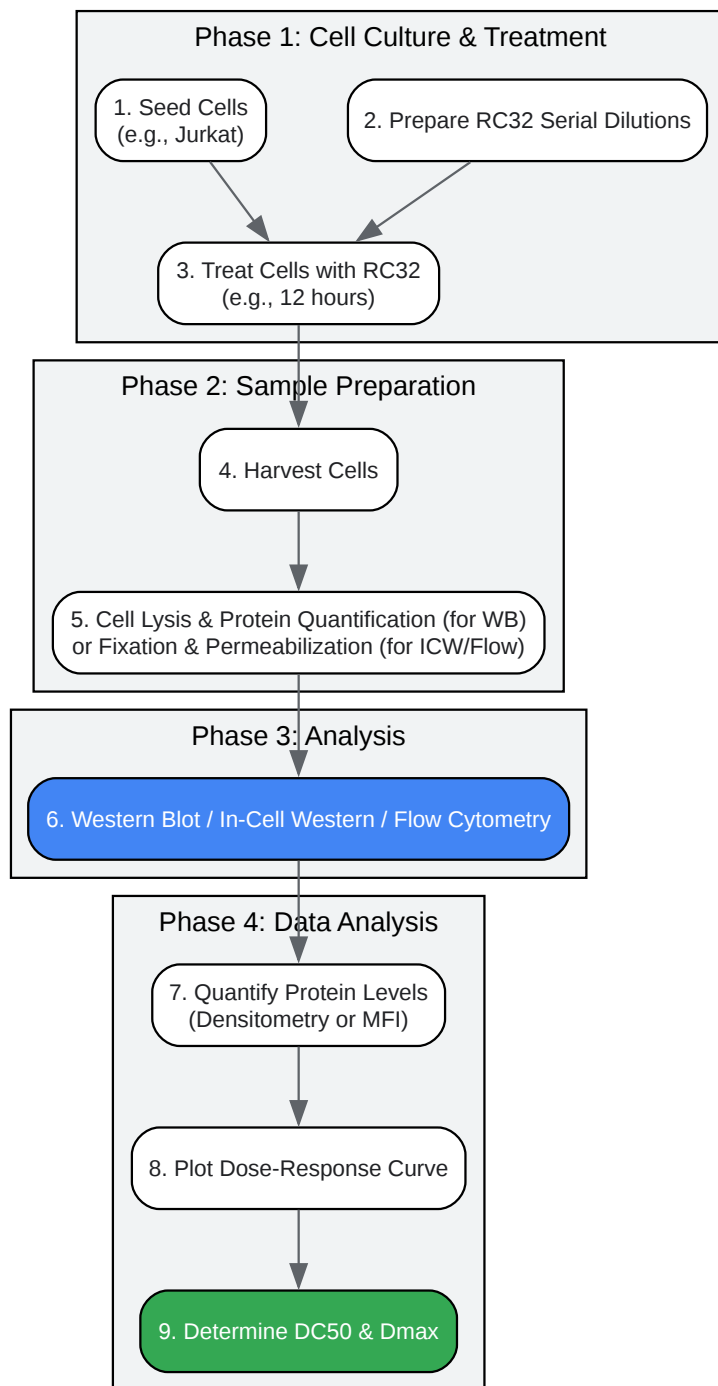 Phase 1: Cell Culture & Treatment
1. Seed Cells
(e.g., Jurkat)
2. Prepare RC32 Serial Dilutions
3. Treat Cells with RC32
(e.g., 12 hours)
Phase 2: Sample Preparation
4. Harvest Cells
5. Cell Lysis & Protein Quantification (for WB)
or Fixation & Permeabilization (for ICW/Flow)
Phase 3: Analysis
6. Western Blot / In-Cell Western / Flow Cytometry
Phase 4: Data Analysis
7. Quantify Protein Levels
(Densitometry or MFI)
8. Plot Dose-Response Curve
9. Determine DC50 & Dmax